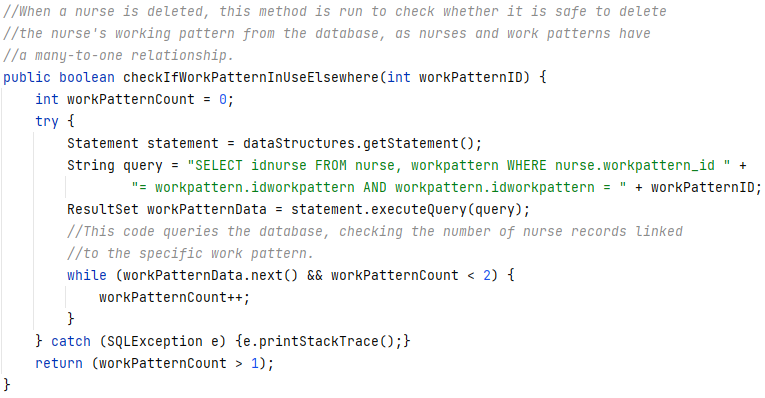 //When a nurse is deleted, this method is run to check whether it is safe to delete
//the nurse's working pattern from the database, as nurses and work patterns have
//a many-to-one relationship.
public boolean checkIfWorkPatternInUseElsewhere(int workPatternID) {
    int workPatternCount = 0;
    try {
        Statement statement = dataStructures.getStatement();
        String query = "SELECT idnurse FROM nurse, workpattern WHERE nurse.workpattern_id " +
                "= workpattern.idworkpattern AND workpattern.idworkpattern = " + workPatternID;
        ResultSet workPatternData = statement.executeQuery(query);
        //This code queries the database, checking the number of nurse records linked
        //to the specific work pattern.
        while (workPatternData.next() && workPatternCount < 2) {
            workPatternCount++;
        }
    } catch (SQLException e) {e.printStackTrace();}
    return (workPatternCount > 1);
}